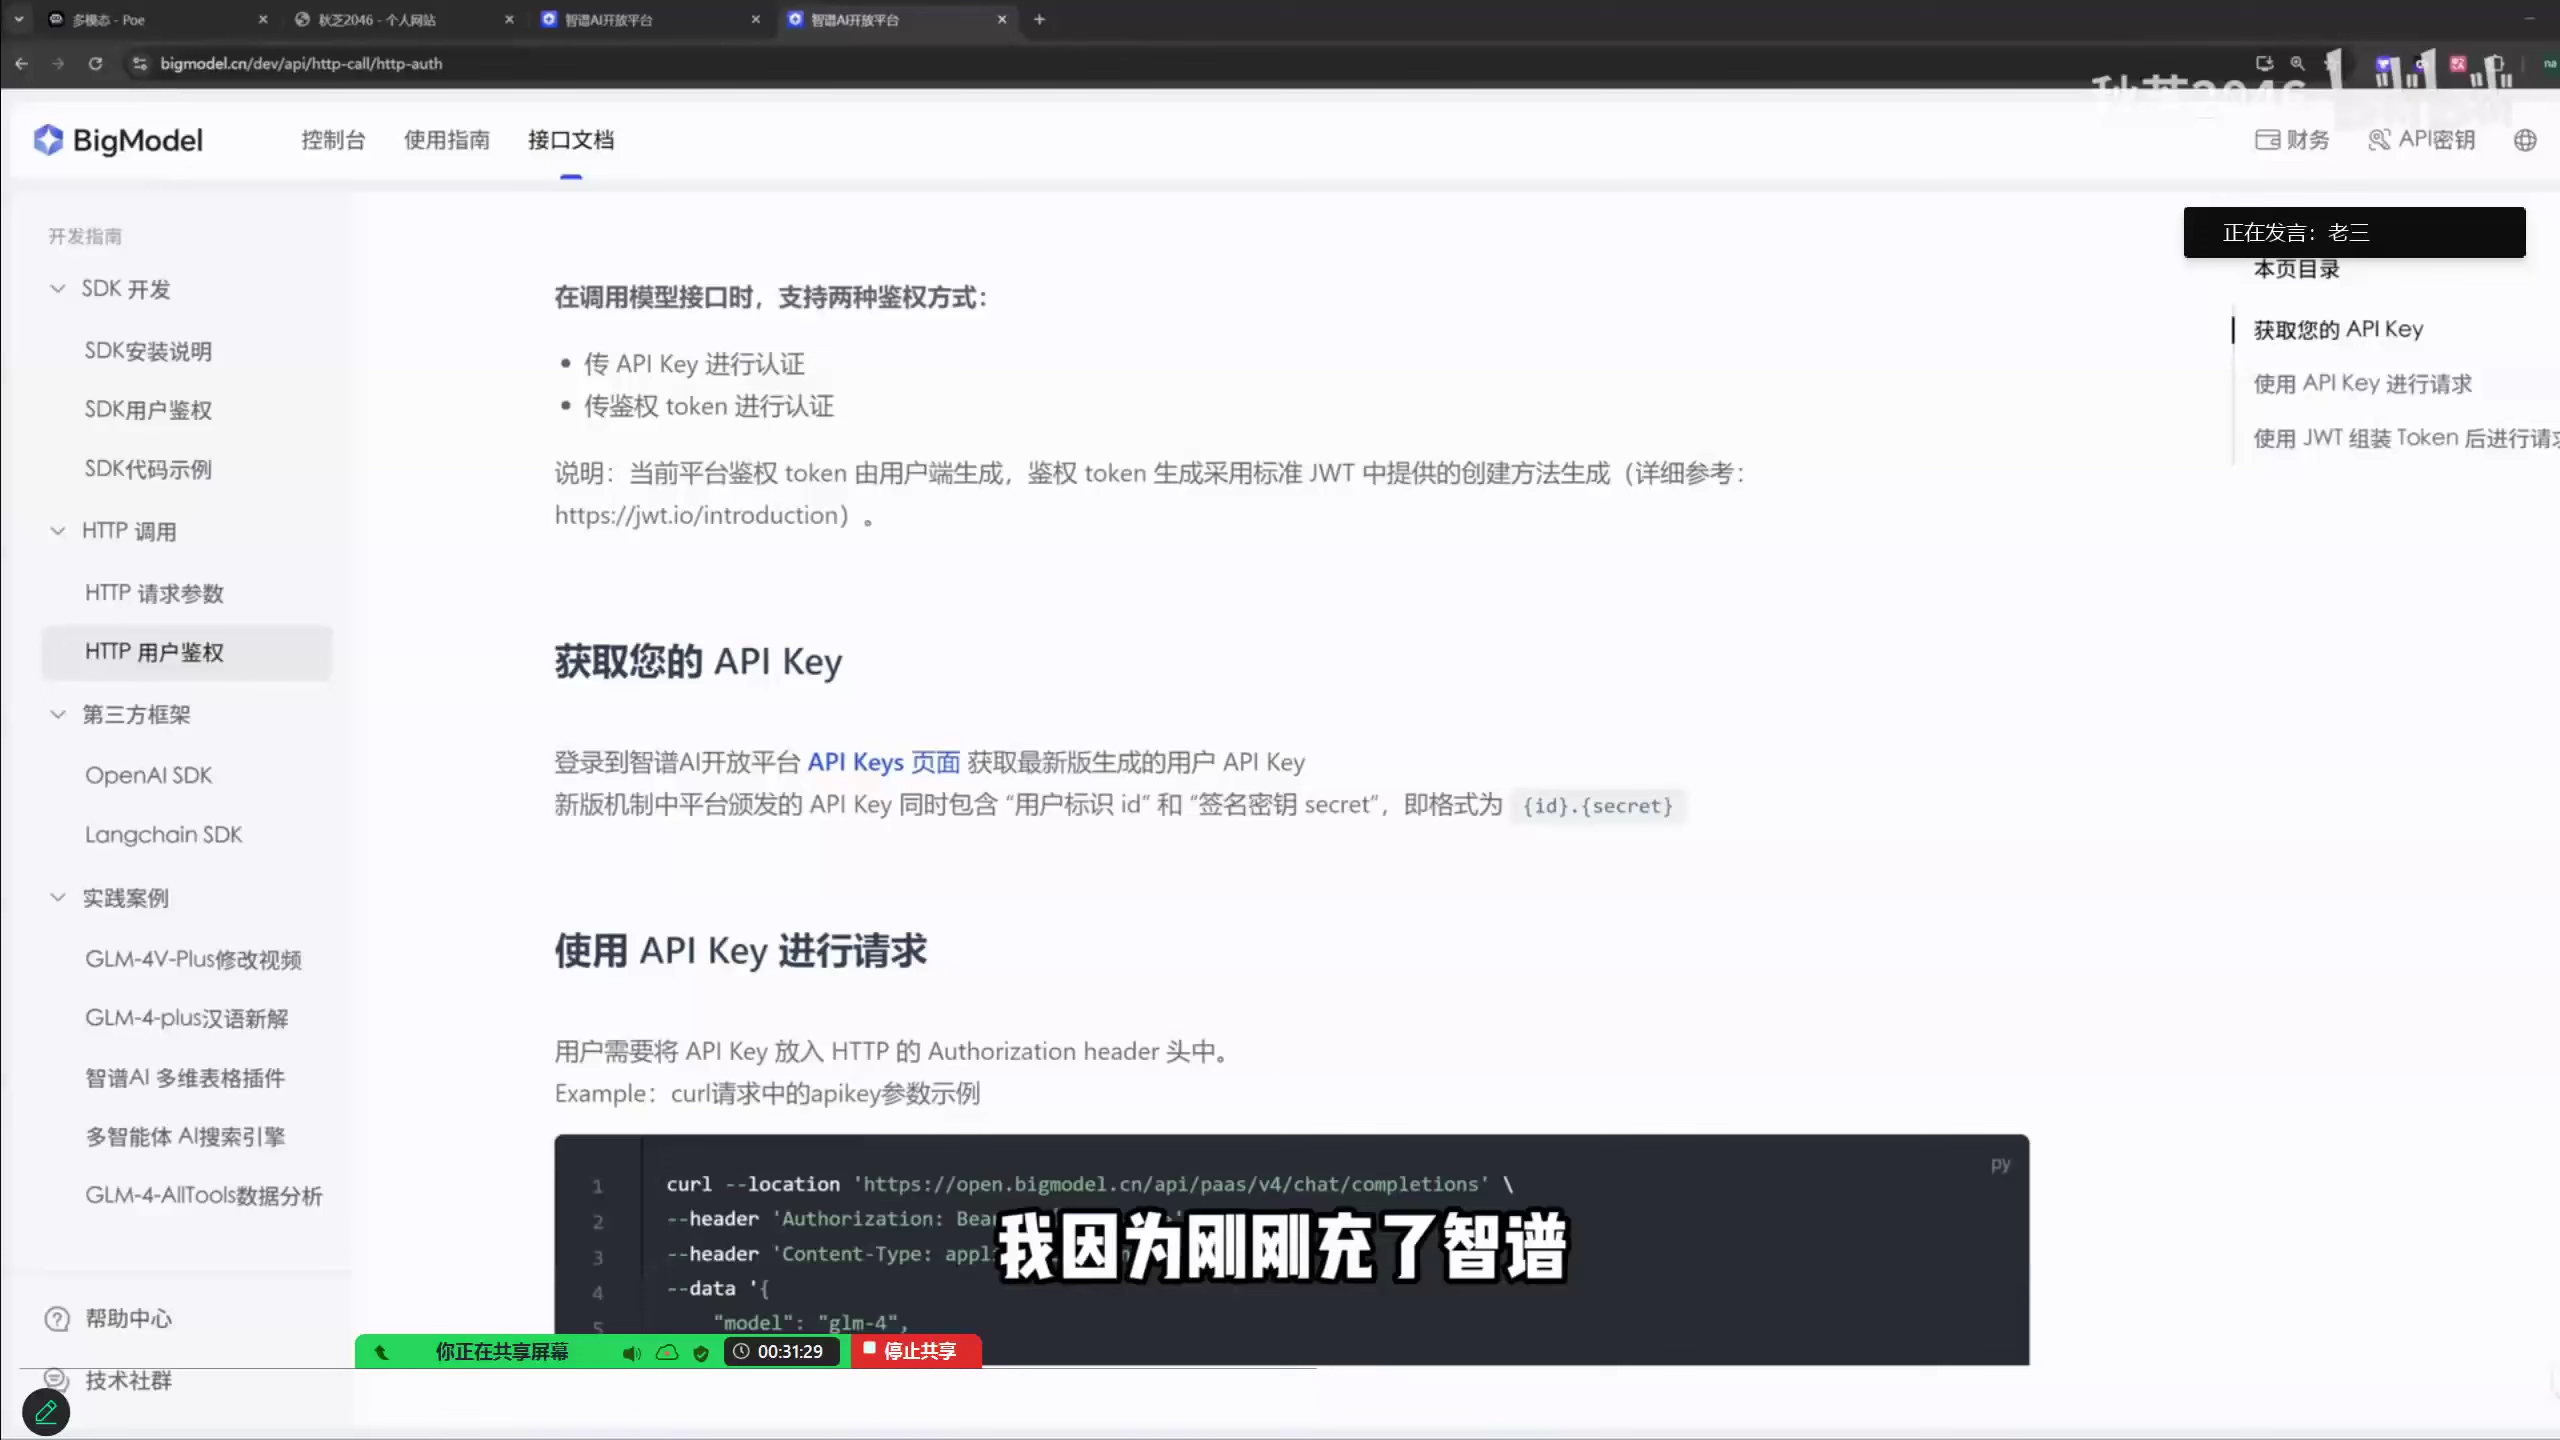 多模态 - Poe
秋芝2046 - 个人网站
智谱AI开放平台
智谱AI开放平台
bigmodel.cn/dev/api/http-call/http-auth
na
秋芝2046
BigModel
控制台
使用指南
接口文档
财务
API密钥
正在发言：老三
开发指南
SDK 开发
SDK安装说明
SDK用户鉴权
SDK代码示例
HTTP 调用
HTTP 请求参数
HTTP 用户鉴权
第三方框架
OpenAI SDK
Langchain SDK
实践案例
GLM-4V-Plus修改视频
GLM-4-plus汉语新解
智谱AI 多维表格插件
多智能体 AI搜索引擎
GLM-4-AllTools数据分析
帮助中心
技术社群
在调用模型接口时，支持两种鉴权方式：
• 传 API Key 进行认证
• 传鉴权 token 进行认证
说明：当前平台鉴权 token 由用户端生成，鉴权 token 生成采用标准 JWT 中提供的创建方法生成（详细参考：
https://jwt.io/introduction）。
获取您的 API Key
登录到智谱AI开放平台 API Keys 页面 获取最新版生成的用户 API Key
新版机制中平台颁发的 API Key 同时包含 “用户标识 id” 和 “签名密钥 secret”，即格式为 {id}.{secret}
使用 API Key 进行请求
用户需要将 API Key 放入 HTTP 的 Authorization header 头中。
Example：curl请求中的apikey参数示例
py
1 curl --location 'https://open.bigmodel.cn/api/paas/v4/chat/completions' \
2 --header 'Authorization: Bea
3 --header 'Content-Type: appl
4 --data '{
5 "model": "glm-4",
我因为刚刚充了智谱
你正在共享屏幕
00:31:29
停止共享
本页目录
获取您的 API Key
使用 API Key 进行请求
使用 JWT 组装 Token 后进行请求